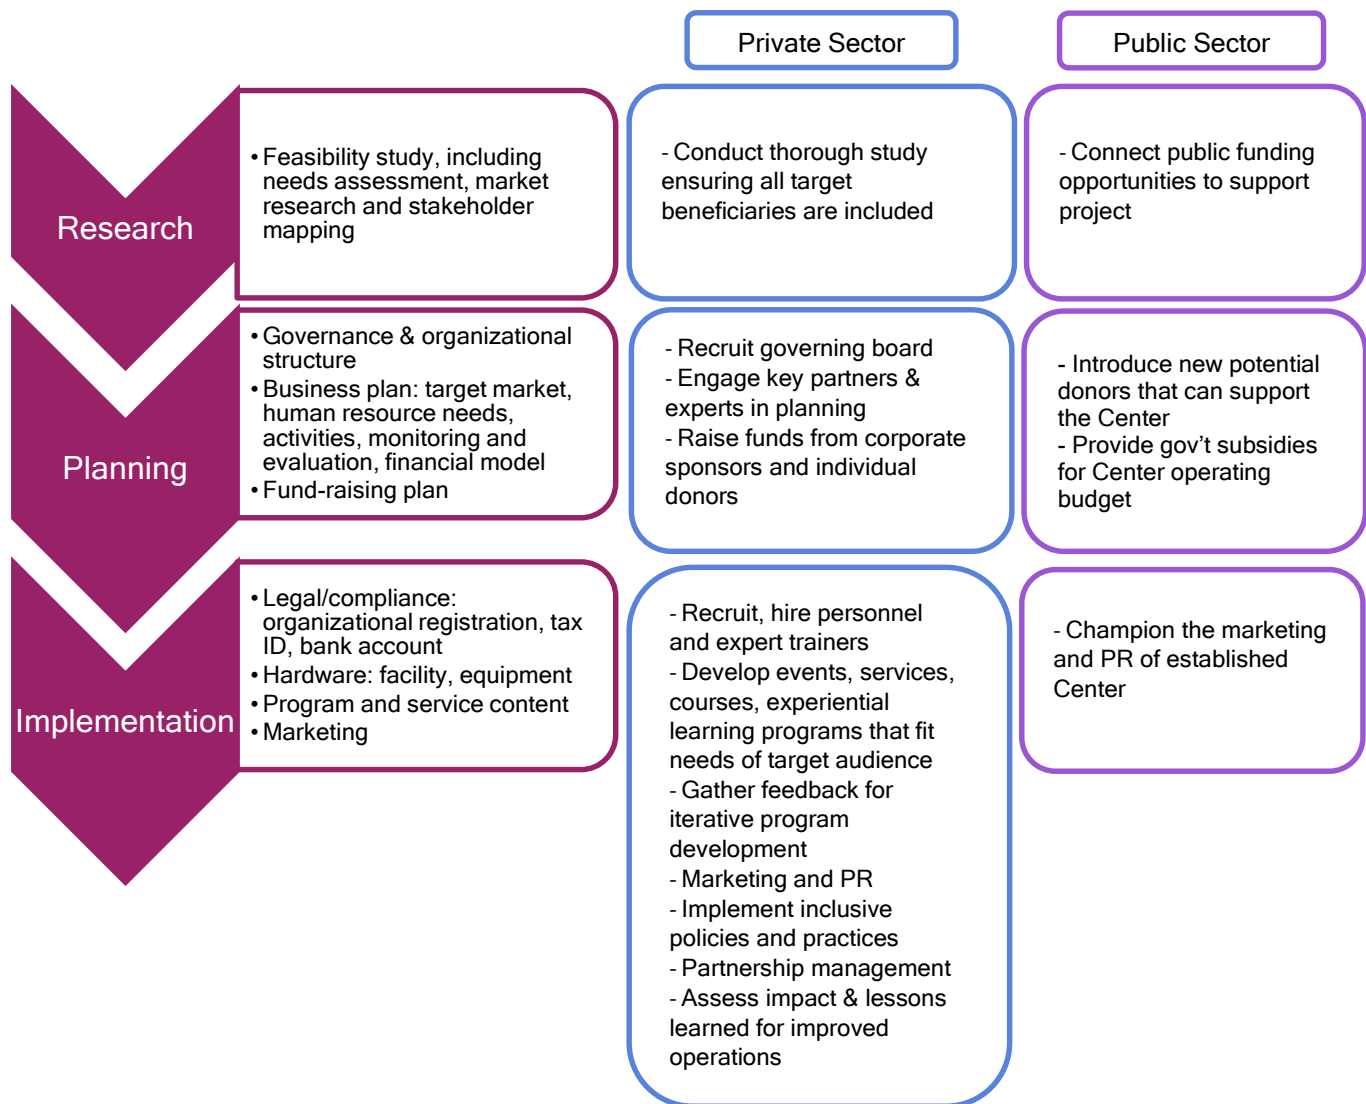 Private Sector
Public Sector
Research
• Feasibility study, including
needs assessment, market
research and stakeholder
mapping
- Conduct thorough study
ensuring all target
beneficiaries are included
- Connect public funding
opportunities to support
project
Planning
• Governance & organizational
structure
• Business plan: target market,
human resource needs,
activities, monitoring and
evaluation, financial model
• Fund-raising plan
- Recruit governing board
- Engage key partners &
experts in planning
- Raise funds from corporate
sponsors and individual
donors
- Introduce new potential
donors that can support
the Center
- Provide gov’t subsidies
for Center operating
budget
Implementation
• Legal/compliance:
organizational registration, tax
ID, bank account
• Hardware: facility, equipment
• Program and service content
• Marketing
- Recruit, hire personnel
and expert trainers
- Develop events, services,
courses, experiential
learning programs that fit
needs of target audience
- Gather feedback for
iterative program
development
- Marketing and PR
- Implement inclusive
policies and practices
- Partnership management
- Assess impact & lessons
learned for improved
operations
- Champion the marketing
and PR of established
Center